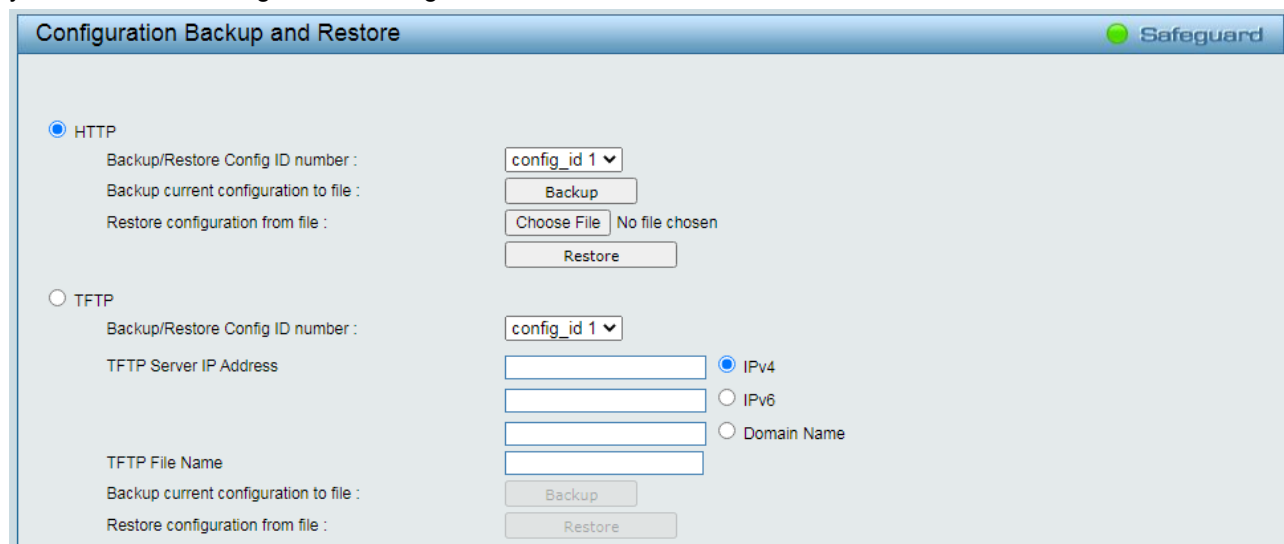 Configuration Backup and Restore Safeguard
HTTP
Backup/Restore Config ID number : config_id 1
Backup current configuration to file : Backup
Restore configuration from file : Choose File No file chosen
Restore
TFTP
Backup/Restore Config ID number : config_id 1
TFTP Server IP Address IPv4
IPv6
Domain Name
TFTP File Name
Backup current configuration to file : Backup
Restore configuration from file : Restore